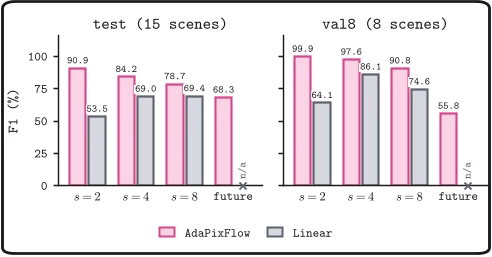 test (15 scenes)
val8 (8 scenes)
F1 (%)
100
75
50
25
0
90.9
53.5
84.2
69.0
78.7
69.4
68.3
n/a
99.9
64.1
97.6
86.1
90.8
74.6
55.8
n/a
s = 2 s = 4 s = 8 future
s = 2 s = 4 s = 8 future
AdaPixFlow Linear